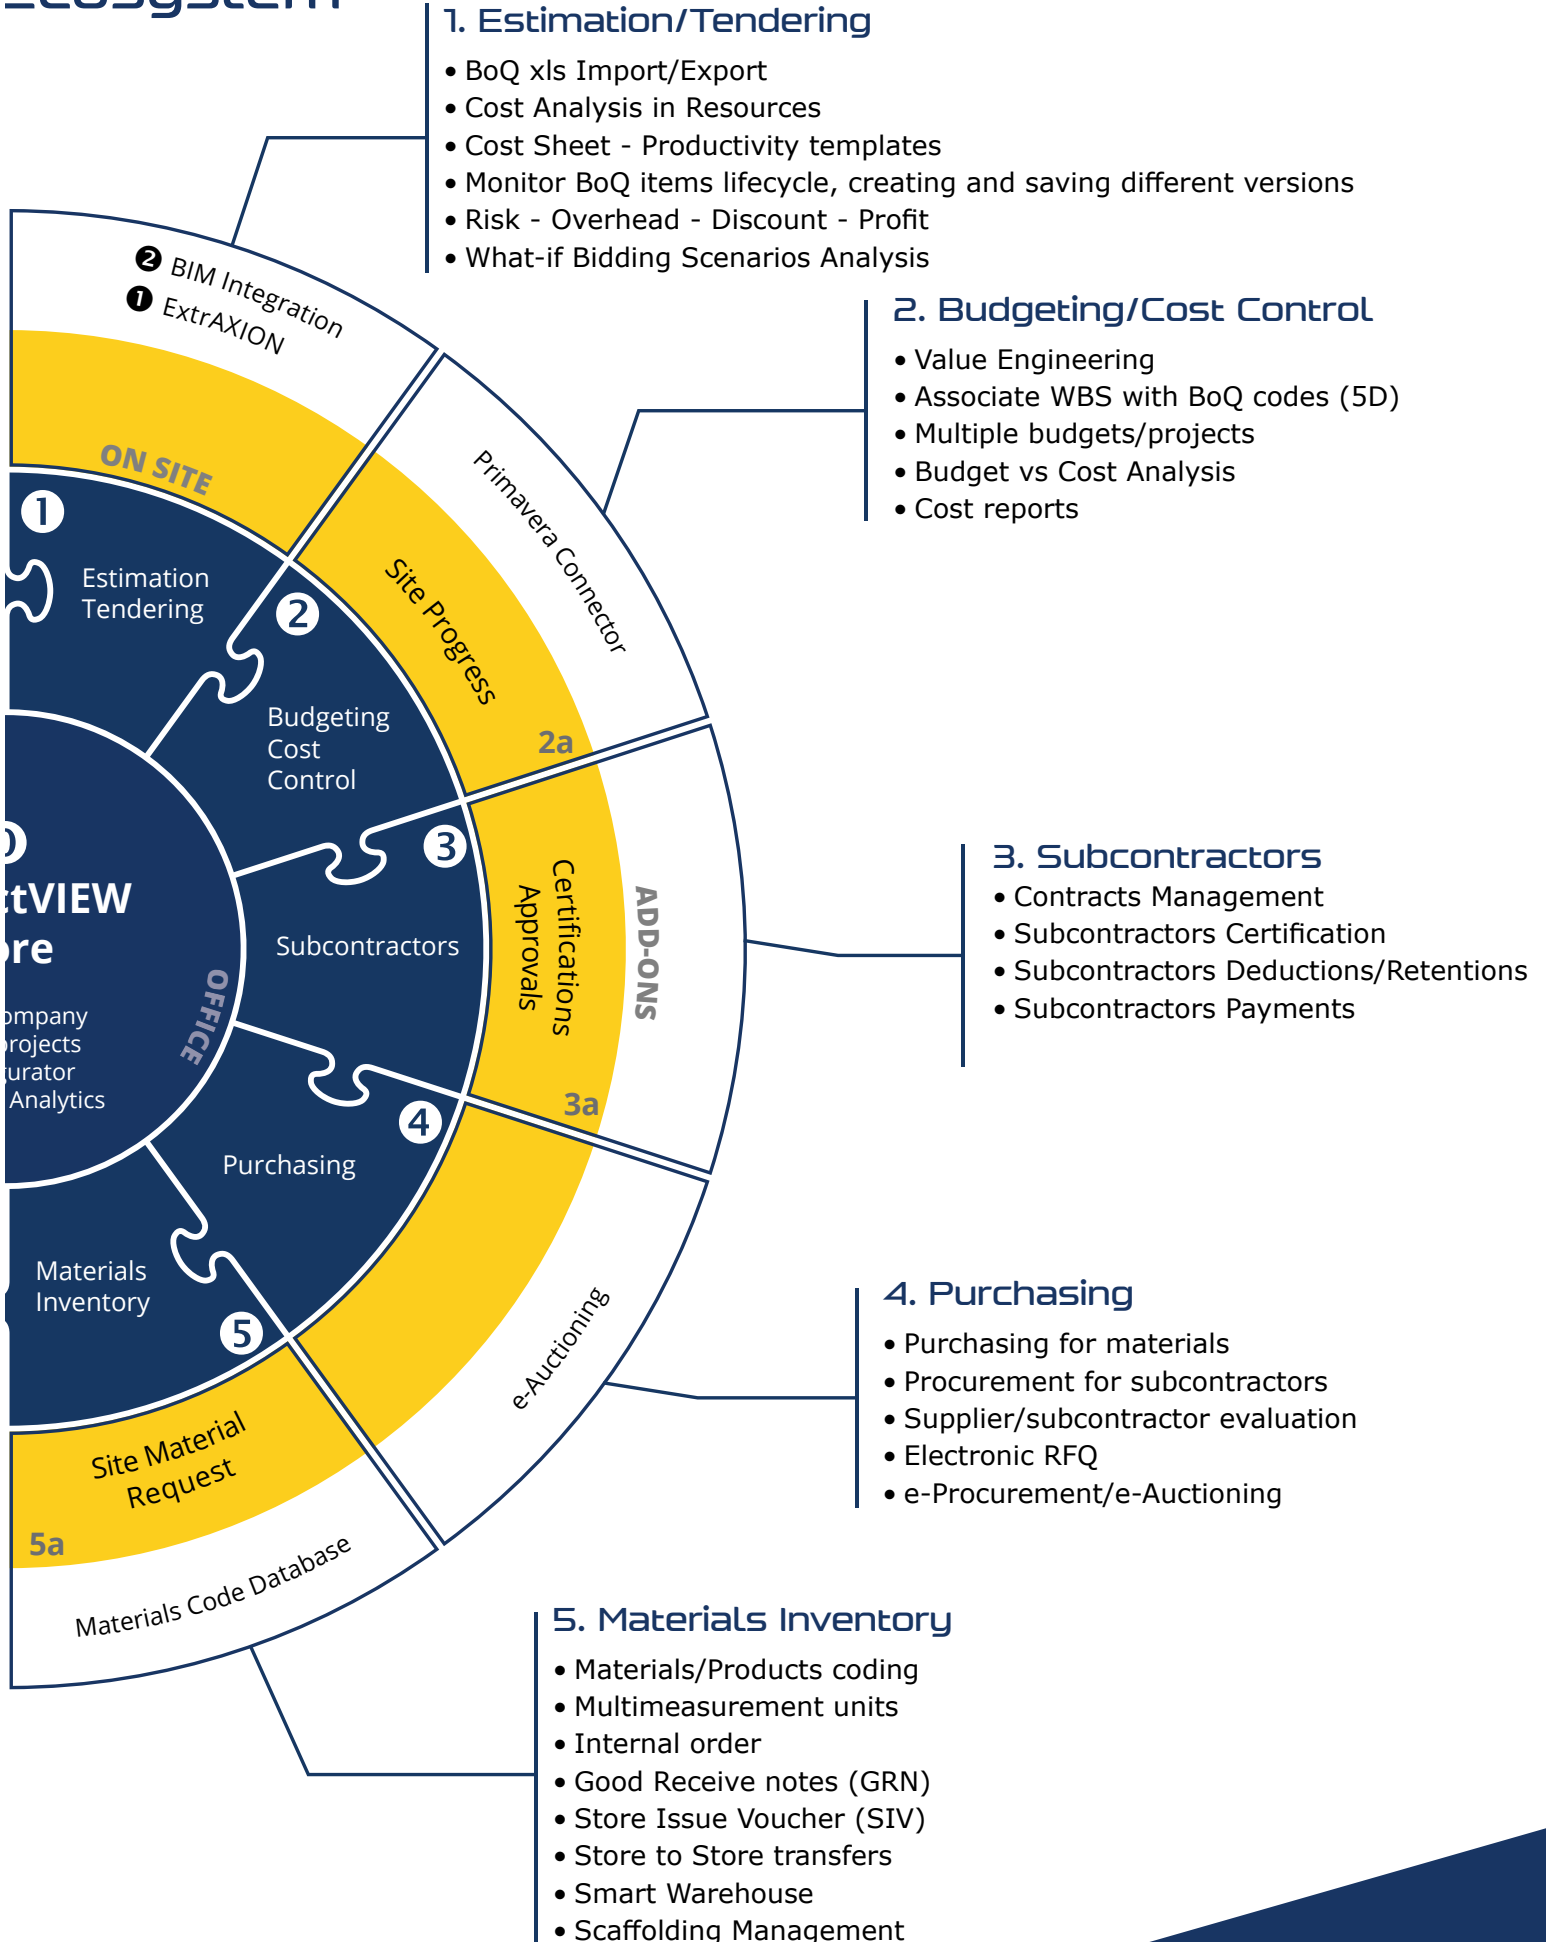 1. Estimation/Tendering
• BoQ xls Import/Export
• Cost Analysis in Resources
• Cost Sheet - Productivity templates
• Monitor BoQ items lifecycle, creating and saving different versions
• Risk - Overhead - Discount - Profit
• What-if Bidding Scenarios Analysis
❷ BIM Integration
❶ ExtrAXION
2. Budgeting/Cost Control
• Value Engineering
• Associate WBS with BoQ codes (5D)
• Multiple budgets/projects
• Budget vs Cost Analysis
• Cost reports
Primavera Connector
ON SITE
1
Estimation
Tendering
Site Progress
2a
2
Budgeting
Cost
Control
3
Subcontractors
Certifications
Approvals
3a
ADD-ONS
3. Subcontractors
• Contracts Management
• Subcontractors Certification
• Subcontractors Deductions/Retentions
• Subcontractors Payments
OFFICE
Analytics
4
Purchasing
e-Auctioning
4. Purchasing
• Purchasing for materials
• Procurement for subcontractors
• Supplier/subcontractor evaluation
• Electronic RFQ
• e-Procurement/e-Auctioning
Materials
Inventory
5
Site Material
Request
5a
Materials Code Database
5. Materials Inventory
• Materials/Products coding
• Multimeasurement units
• Internal order
• Good Receive notes (GRN)
• Store Issue Voucher (SIV)
• Store to Store transfers
• Smart Warehouse
• Scaffolding Management